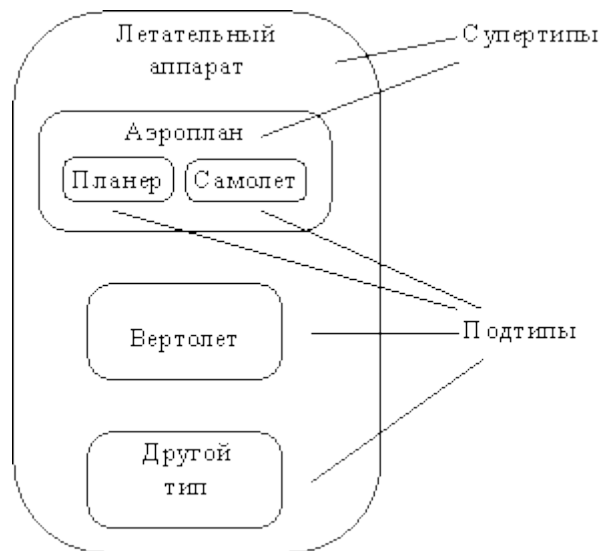 Летательный
аппарат
Супертипы
Аэроплан
Планер
Самолет
Вертолет
Подтипы
Другой
тип